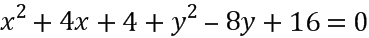 x² + 4x + 4 + y² – 8y + 16 = 0